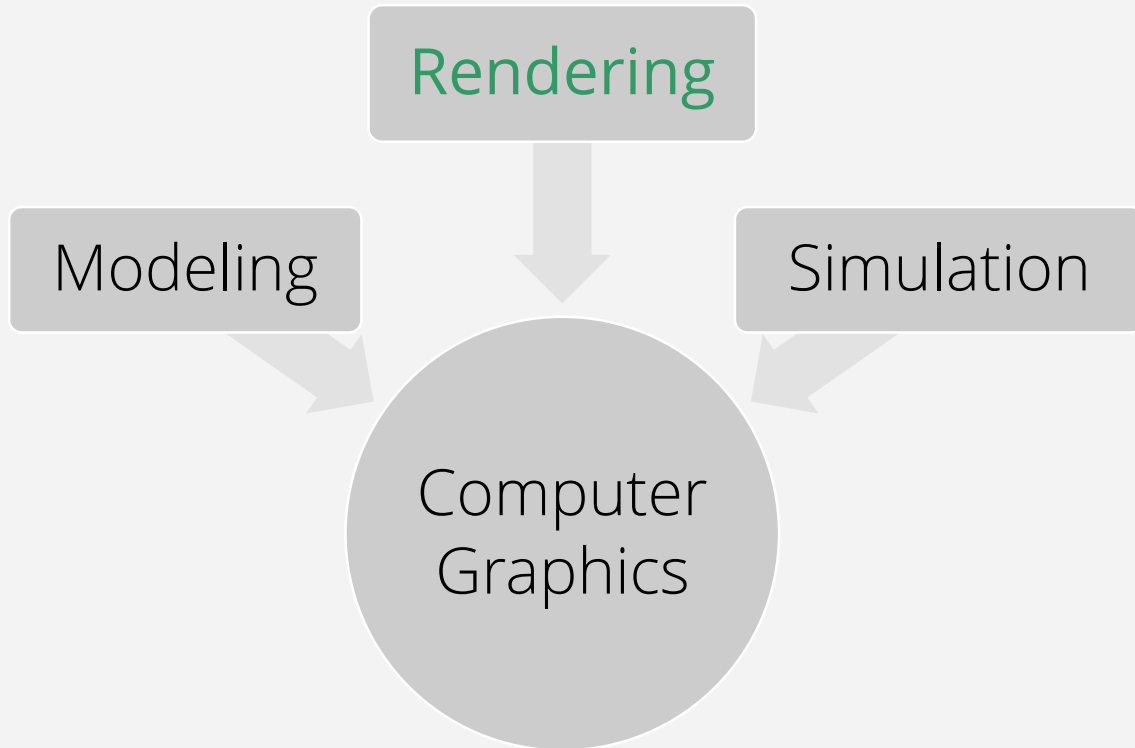 Rendering
Modeling
Simulation
Computer
Graphics